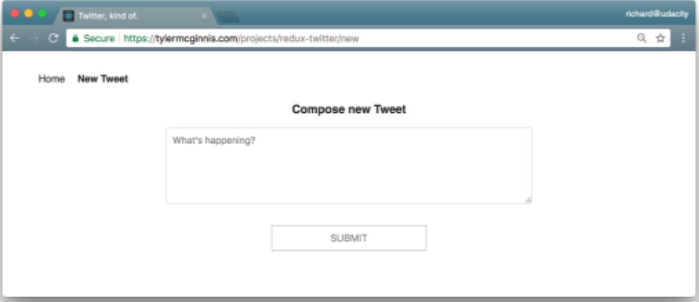 Twitter, kind of.
richard@udacity
Secure https://tylermcginnis.com/projects/redux-twitter/new
Home New Tweet
Compose new Tweet
What's happening?
SUBMIT